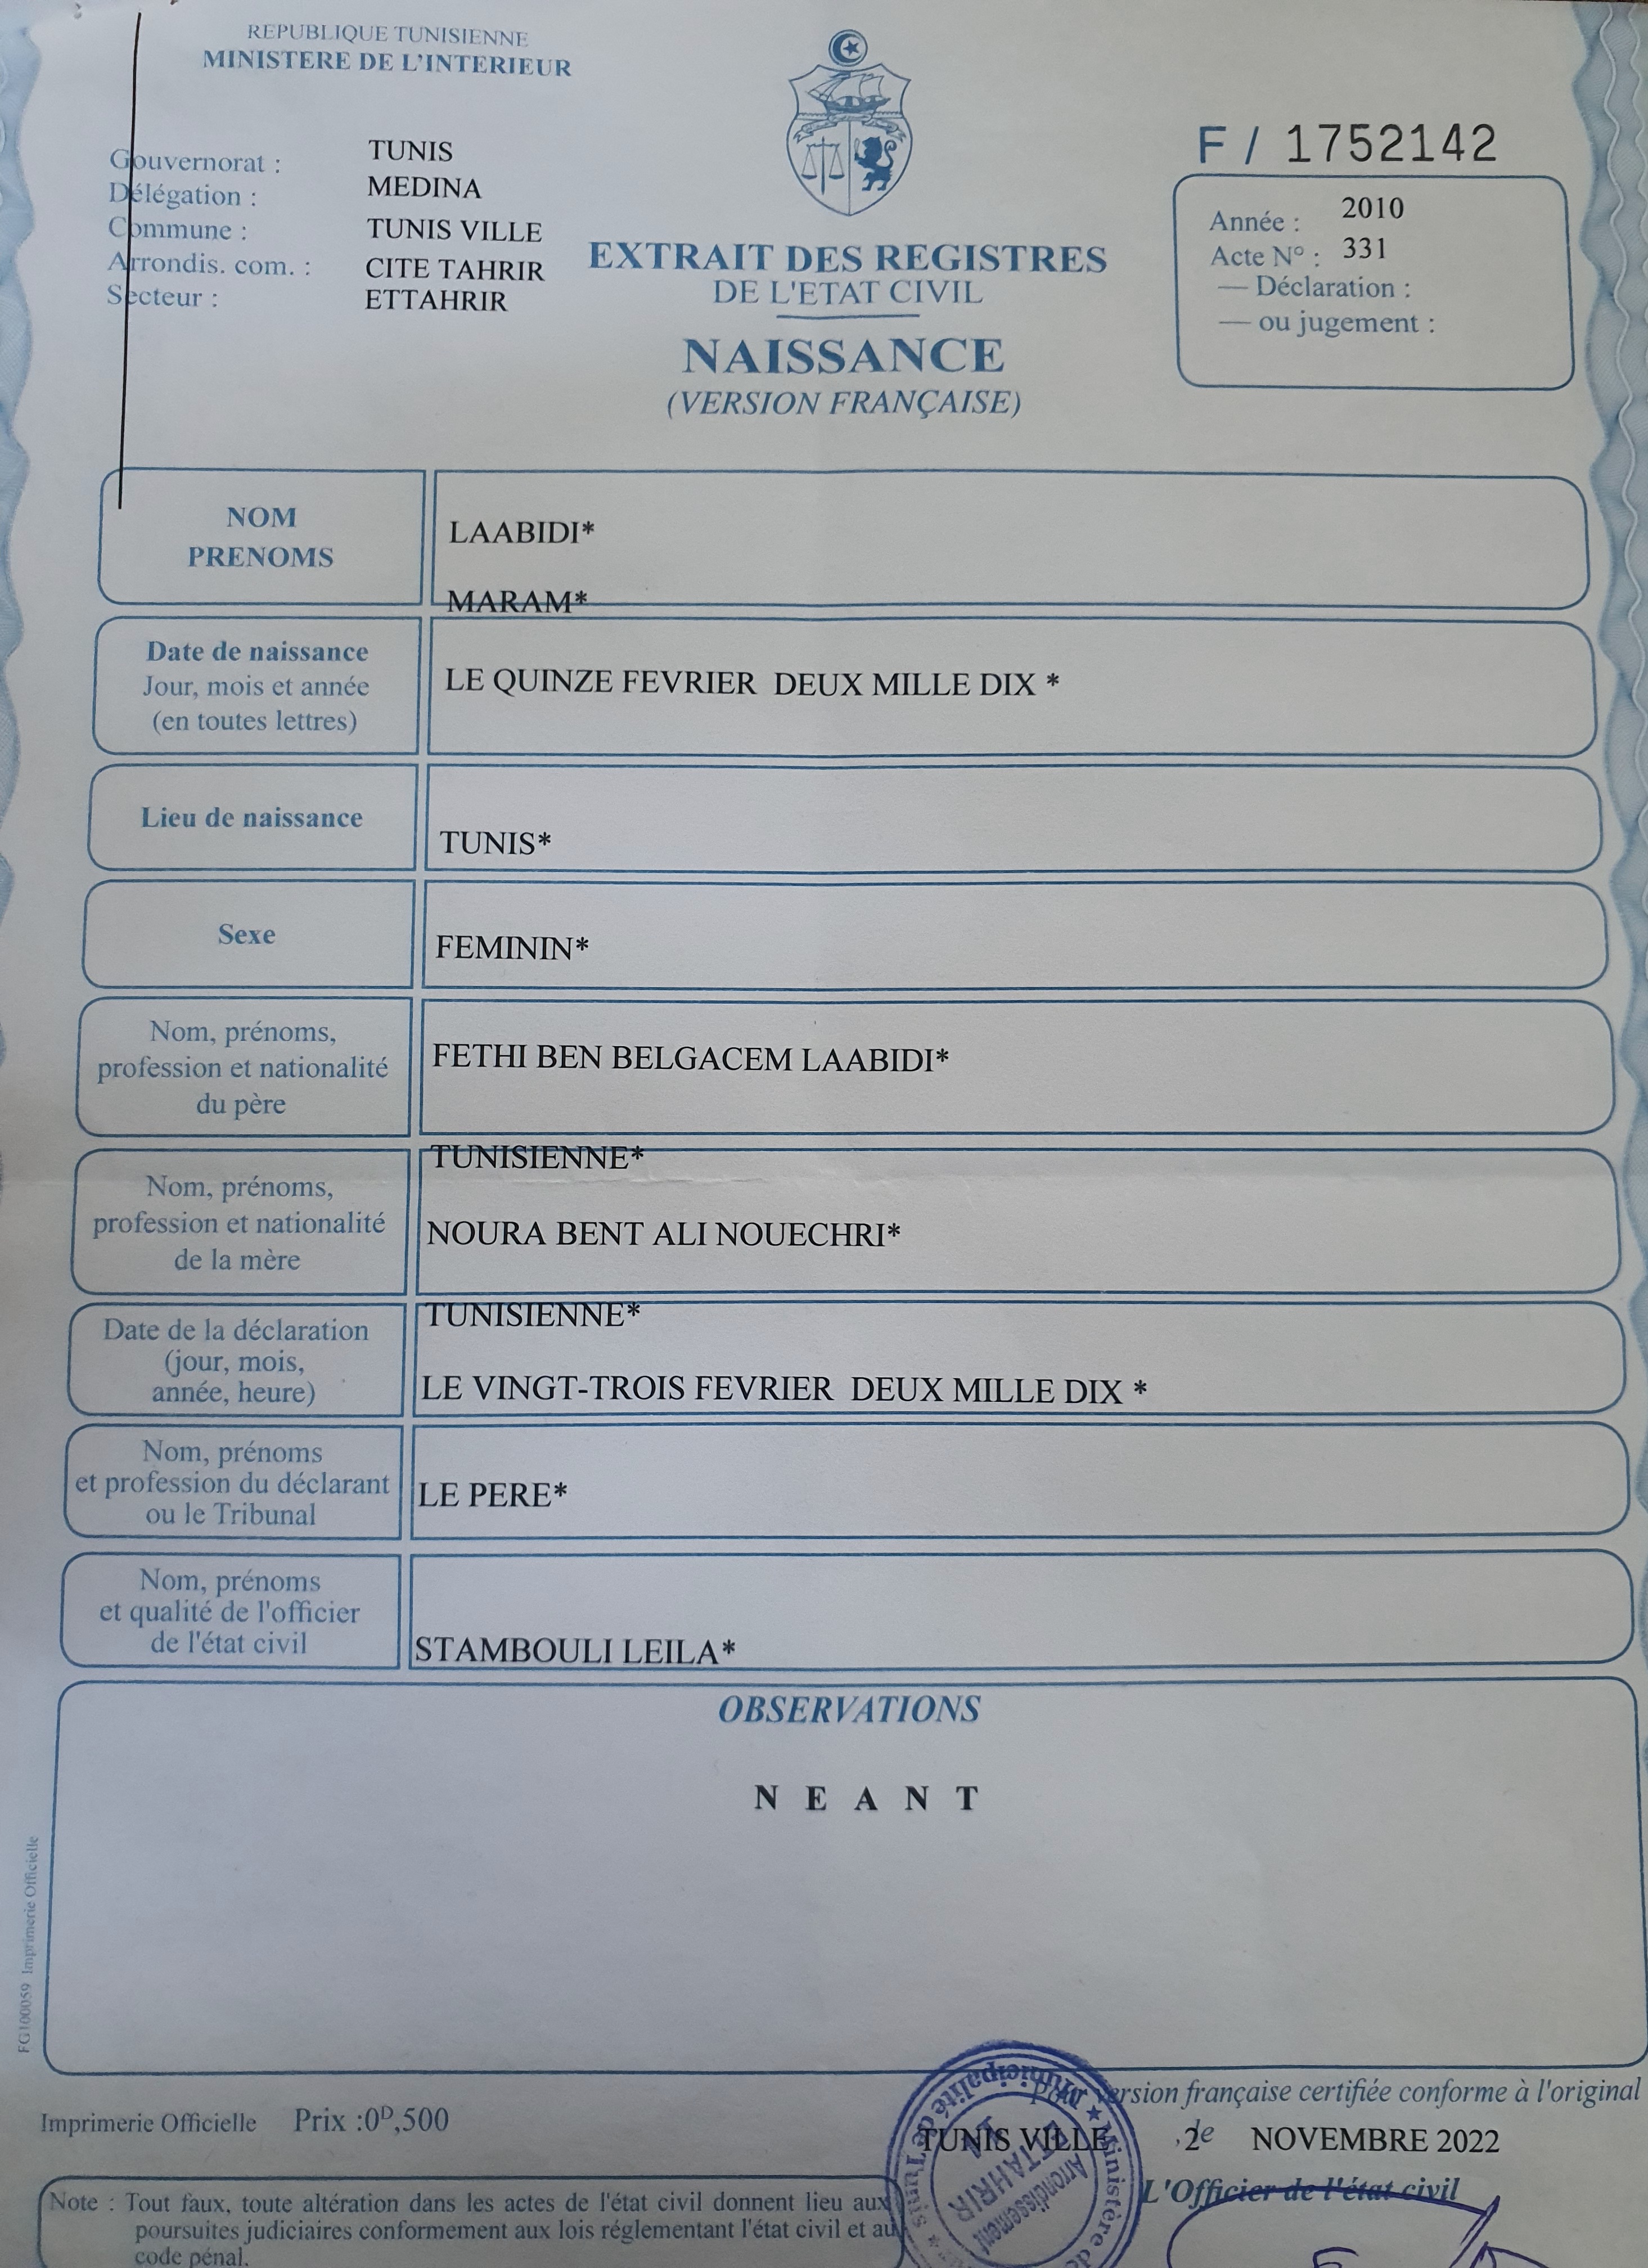 REPUBLIQUE TUNISIENNE
MINISTERE DE L'INTERIEUR
Gouvernorat : TUNIS
Délégation : MEDINA
Commune : TUNIS VILLE
Arrondis. com. : CITE TAHRIR
Secteur : ETTAHRIR
EXTRAIT DES REGISTRES
DE L'ETAT CIVIL
NAISSANCE
(VERSION FRANÇAISE)
F / 1752142
Année : 2010
Acte N° : 331
— Déclaration :
— ou jugement :
NOM
PRENOMS
LAABIDI*
MARAM*
Date de naissance
Jour, mois et année
(en toutes lettres)
LE QUINZE FEVRIER DEUX MILLE DIX *
Lieu de naissance
TUNIS*
Sexe
FEMININ*
Nom, prénoms,
profession et nationalité
du père
FETHI BEN BELGACEM LAABIDI*
TUNISIENNE*
Nom, prénoms,
profession et nationalité
de la mère
NOURA BENT ALI NOUECHRI*
TUNISIENNE*
Date de la déclaration
(jour, mois,
année, heure)
LE VINGT-TROIS FEVRIER DEUX MILLE DIX *
Nom, prénoms
et profession du déclarant
ou le Tribunal
LE PERE*
Nom, prénoms
et qualité de l'officier
de l'état civil
STAMBOULI LEILA*
OBSERVATIONS
N E A N T
FG100059 Imprimerie Officielle
Pour version française certifiée conforme à l'original
Imprimerie Officielle Prix :0D,500
TUNIS VILLE , le 2 NOVEMBRE 2022
L'Officier de l'état civil
Note : Tout faux, toute altération dans les actes de l'état civil donnent lieu aux
poursuites judiciaires conformement aux lois réglementant l'état civil et au
code pénal.
Municipalité de Tunis
Ministère de
Arrondissement
ETTAHRIR